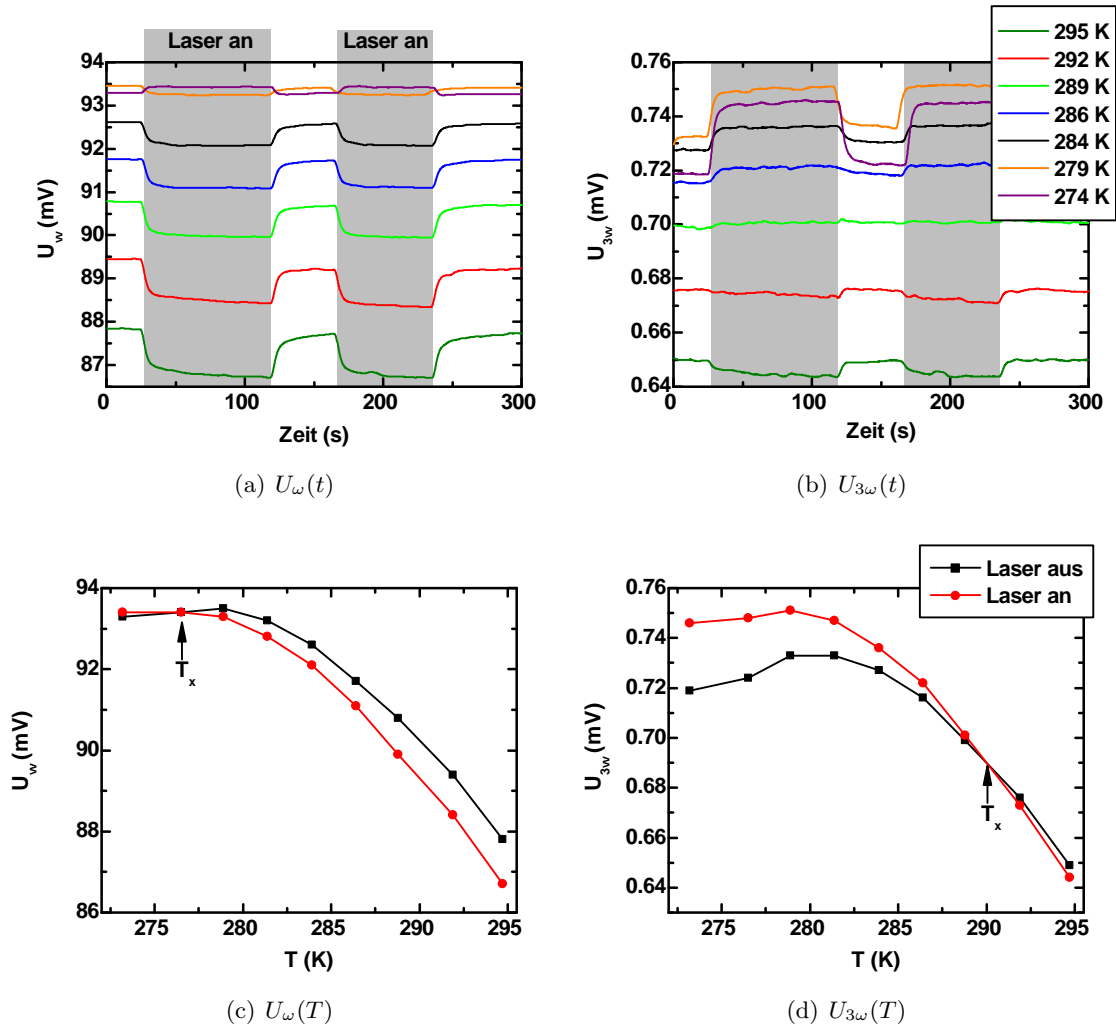 Laser an Laser an
94
93
92
91
90
89
88
87
0 100 200 300
U_w (mV)
Zeit (s)
(a) U_ω(t)
0.76
0.74
0.72
0.70
0.68
0.66
0.64
0 100 200 300
U_3w (mV)
Zeit (s)
295 K
292 K
289 K
286 K
284 K
279 K
274 K
(b) U_3ω(t)
94
92
90
88
86
275 280 285 290 295
U_w (mV)
T (K)
T_x
(c) U_ω(T)
Laser aus
Laser an
0.76
0.74
0.72
0.70
0.68
0.66
0.64
275 280 285 290 295
U_3w (mV)
T (K)
T_x
(d) U_3ω(T)